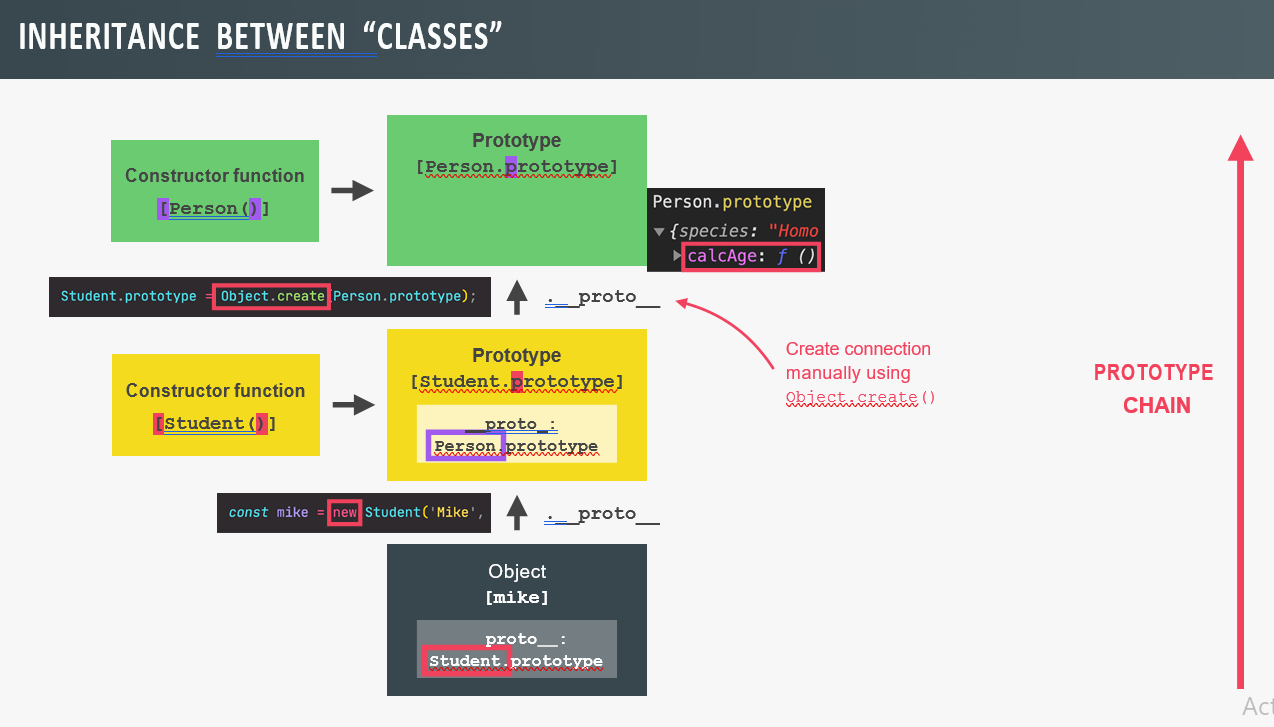 INHERITANCE BETWEEN “CLASSES”
Prototype
[Person.prototype]
Constructor function
[Person()]
Person.prototype
{species: "Homo
calcAge: ƒ ()
Student.prototype = Object.create(Person.prototype);
.__proto__
Create connection
manually using
Object.create()
PROTOTYPE
CHAIN
Prototype
[Student.prototype]
Constructor function
[Student()]
__proto_:
Person.prototype
const mike = new Student('Mike',
.__proto__
Object
[mike]
proto__:
Student.prototype